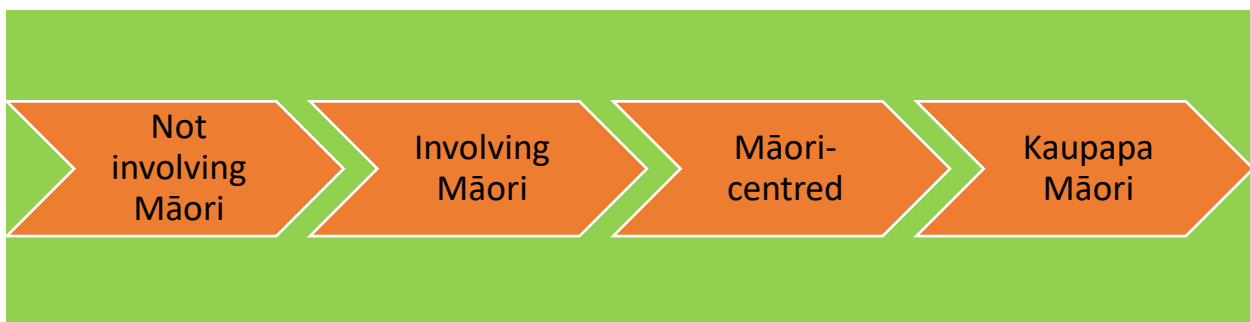 Not
involving
Māori
Involving
Māori
Māori-
centred
Kaupapa
Māori